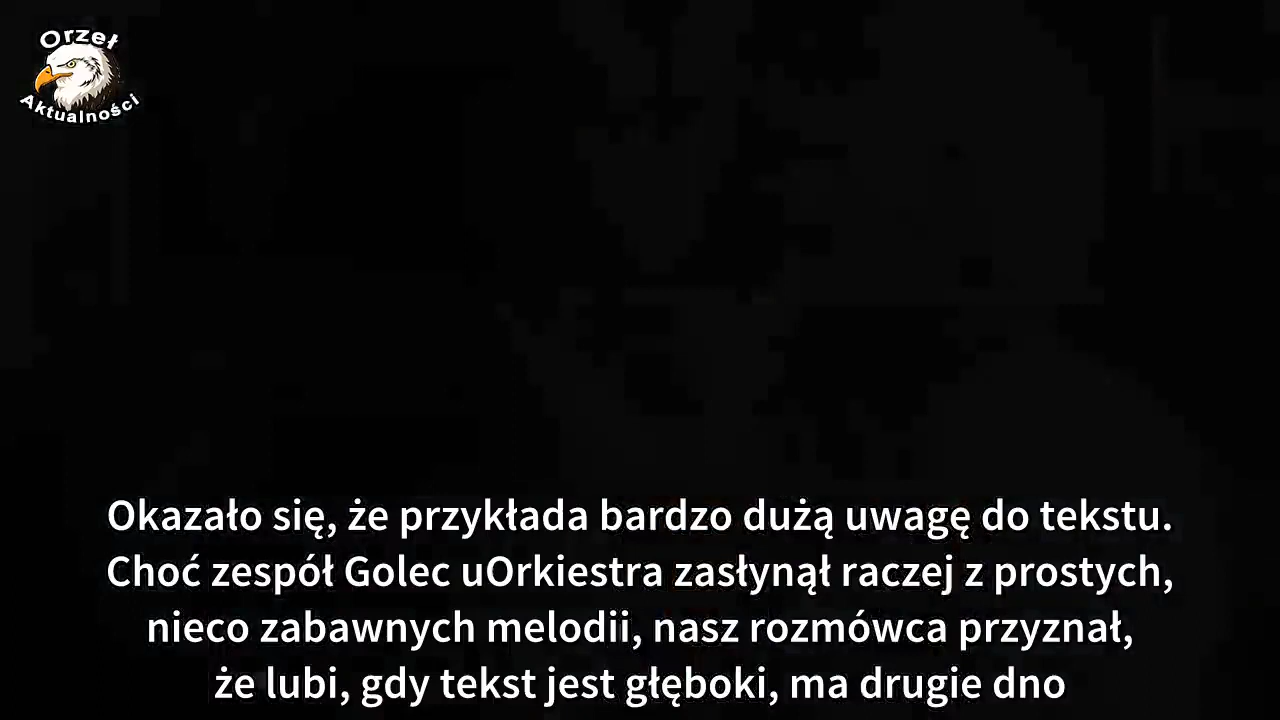 Orzeł
Aktualności
Okazało się, że przykłada bardzo dużą uwagę do tekstu.
Choć zespół Golec uOrkiestra zasłynął raczej z prostych,
nieco zabawnych melodii, nasz rozmówca przyznał,
że lubi, gdy tekst jest głęboki, ma drugie dno